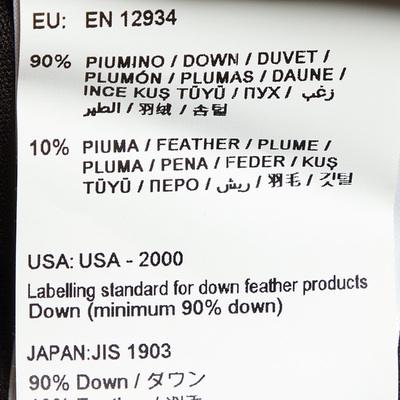 EU: EN 12934
90% PIUMINO / DOWN / DUVET /
PLUMÓN / PLUMAS / DAUNE /
INCE KUŞ TÜYÜ / ПУХ / زغب /
الطير / 羽绒 / 솜털
10% PIUMA / FEATHER / PLUME /
PLUMA / PENA / FEDER / KUŞ
TÜYÜ / ПЕРО / ريش / 羽毛 / 깃털
USA: USA - 2000
Labelling standard for down feather products
Down (minimum 90% down)
JAPAN:JIS 1903
90% Down / ダウン